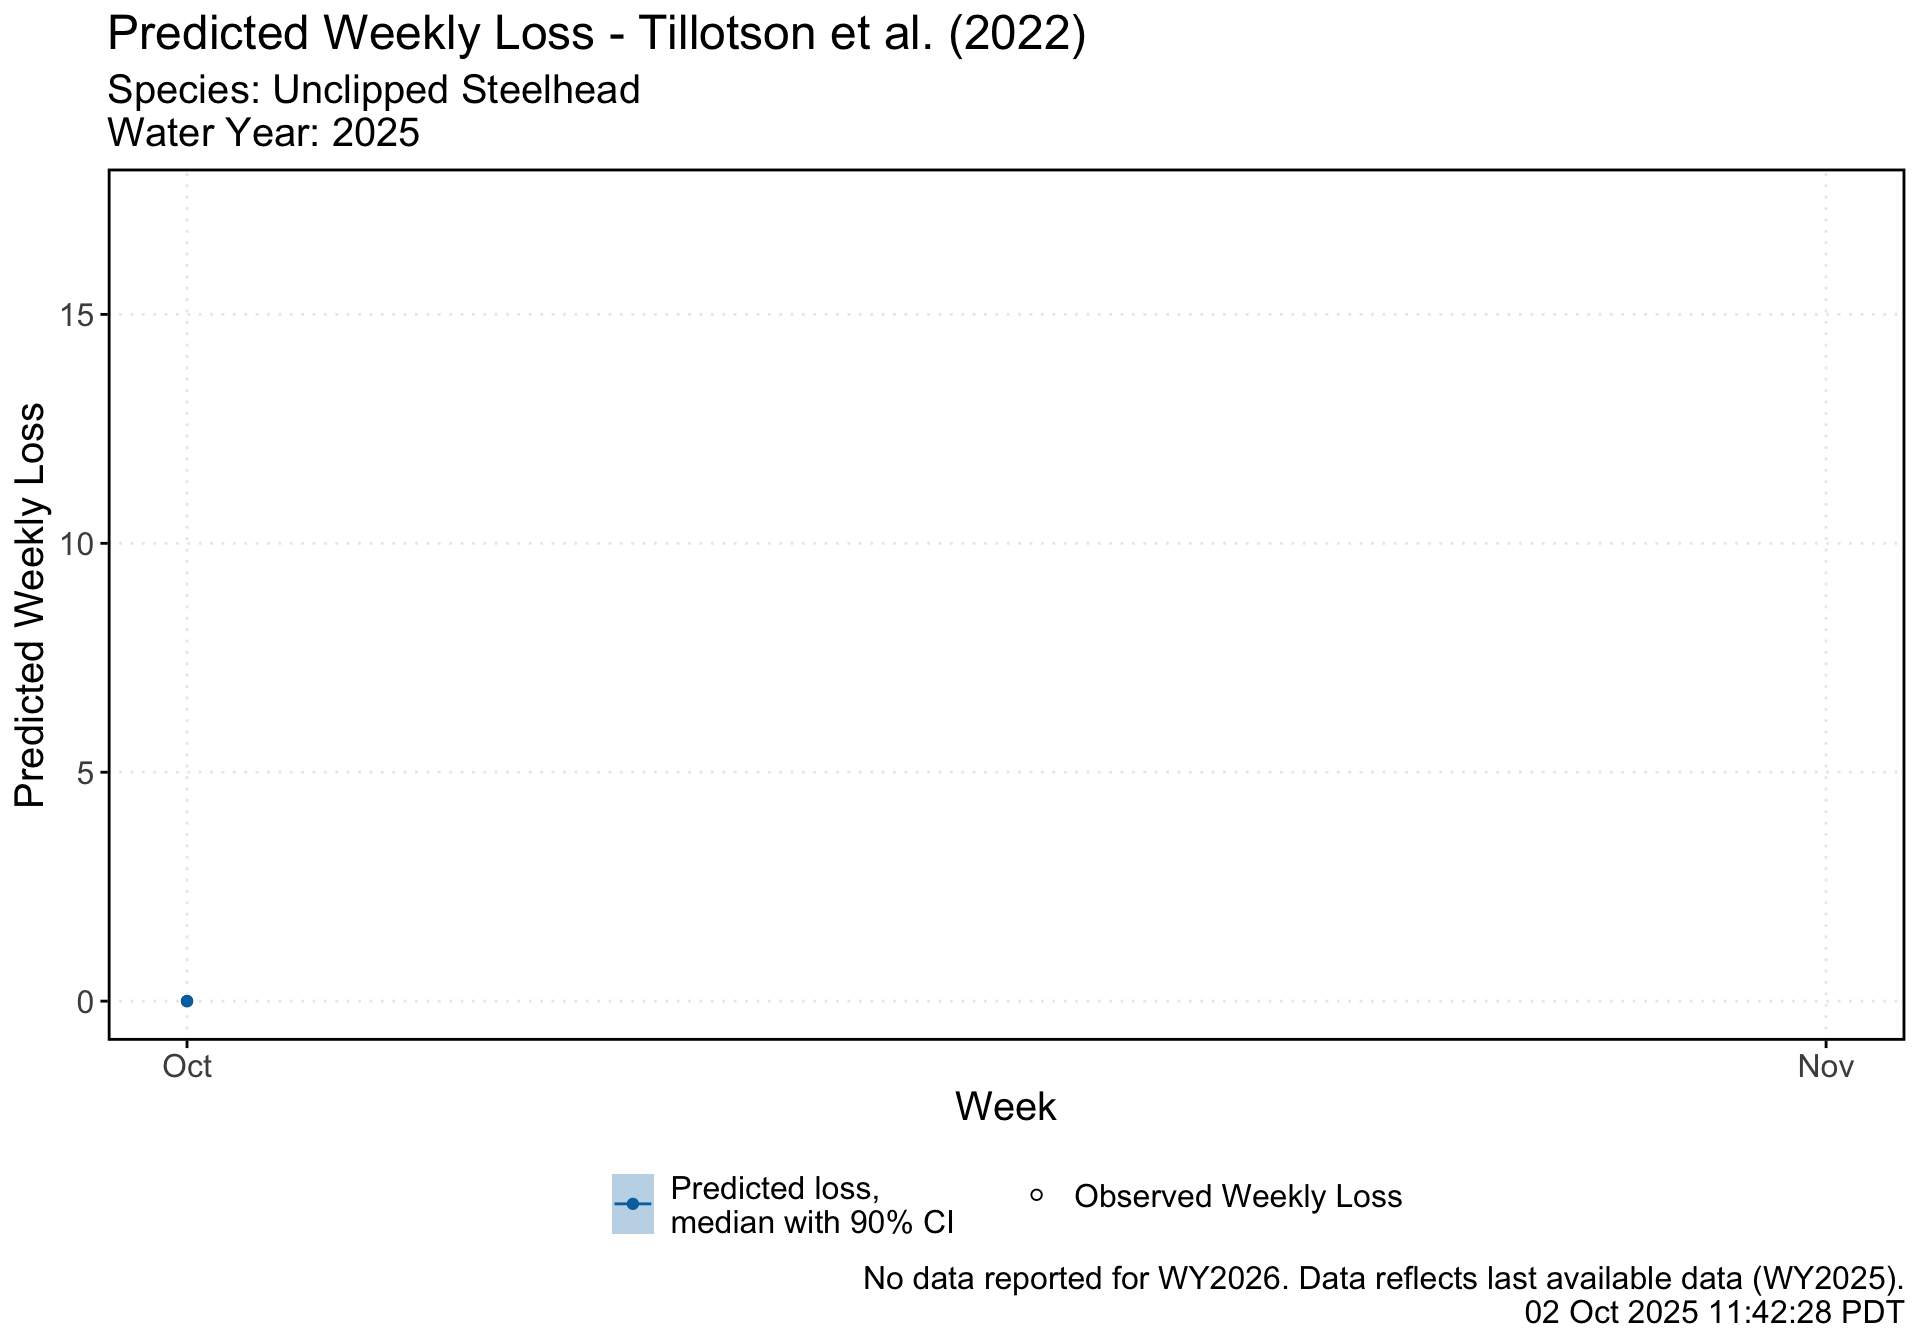 Predicted Weekly Loss - Tillotson et al. (2022)
Species: Unclipped Steelhead
Water Year: 2025
Predicted Weekly Loss
15
10
5
0
Oct
Nov
Week
Predicted loss,
median with 90% CI
Observed Weekly Loss
No data reported for WY2026. Data reflects last available data (WY2025).
02 Oct 2025 11:42:28 PDT